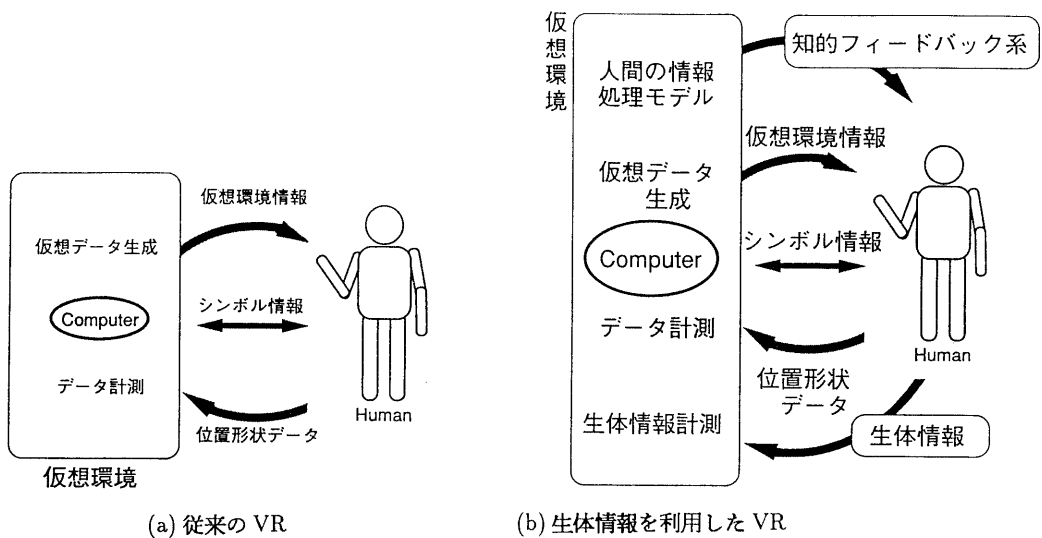 仮想環境情報
仮想データ生成
シンボル情報
Computer
データ計測
Human
位置形状データ
仮想環境
(a) 従来の VR
仮想環境
知的フィードバック系
人間の情報
処理モデル
仮想環境情報
仮想データ
生成
シンボル情報
Computer
データ計測
Human
位置形状
データ
生体情報計測
生体情報
(b) 生体情報を利用した VR